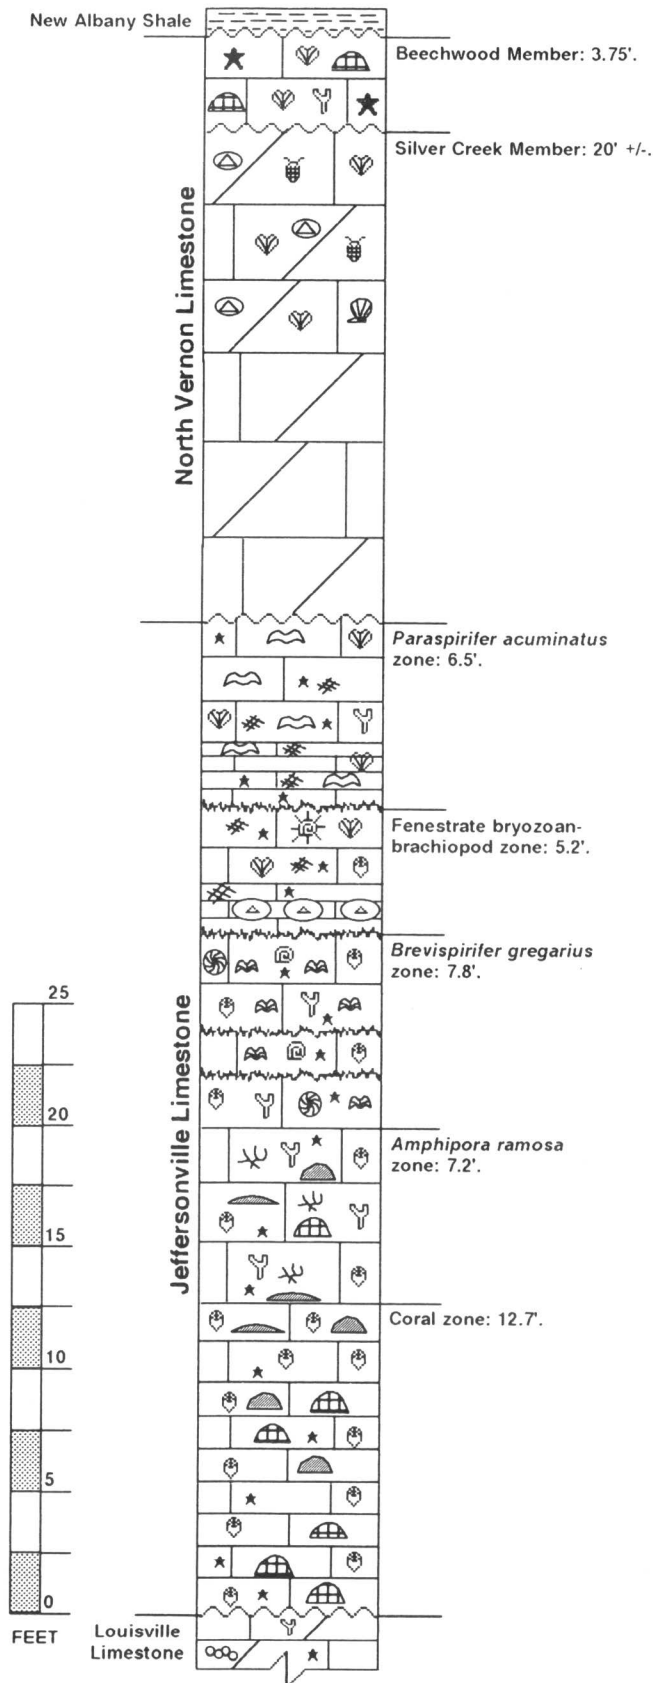 New Albany Shale
Beechwood Member: 3.75'.
Silver Creek Member: 20' +/-.
North Vernon Limestone
Paraspirifer acuminatus
zone: 6.5'.
Fenestrate bryozoan-
brachiopod zone: 5.2'.
Brevispirifer gregarius
zone: 7.8'.
Jeffersonville Limestone
Amphipora ramosa
zone: 7.2'.
Coral zone: 12.7'.
25
20
15
10
5
0
FEET
Louisville
Limestone